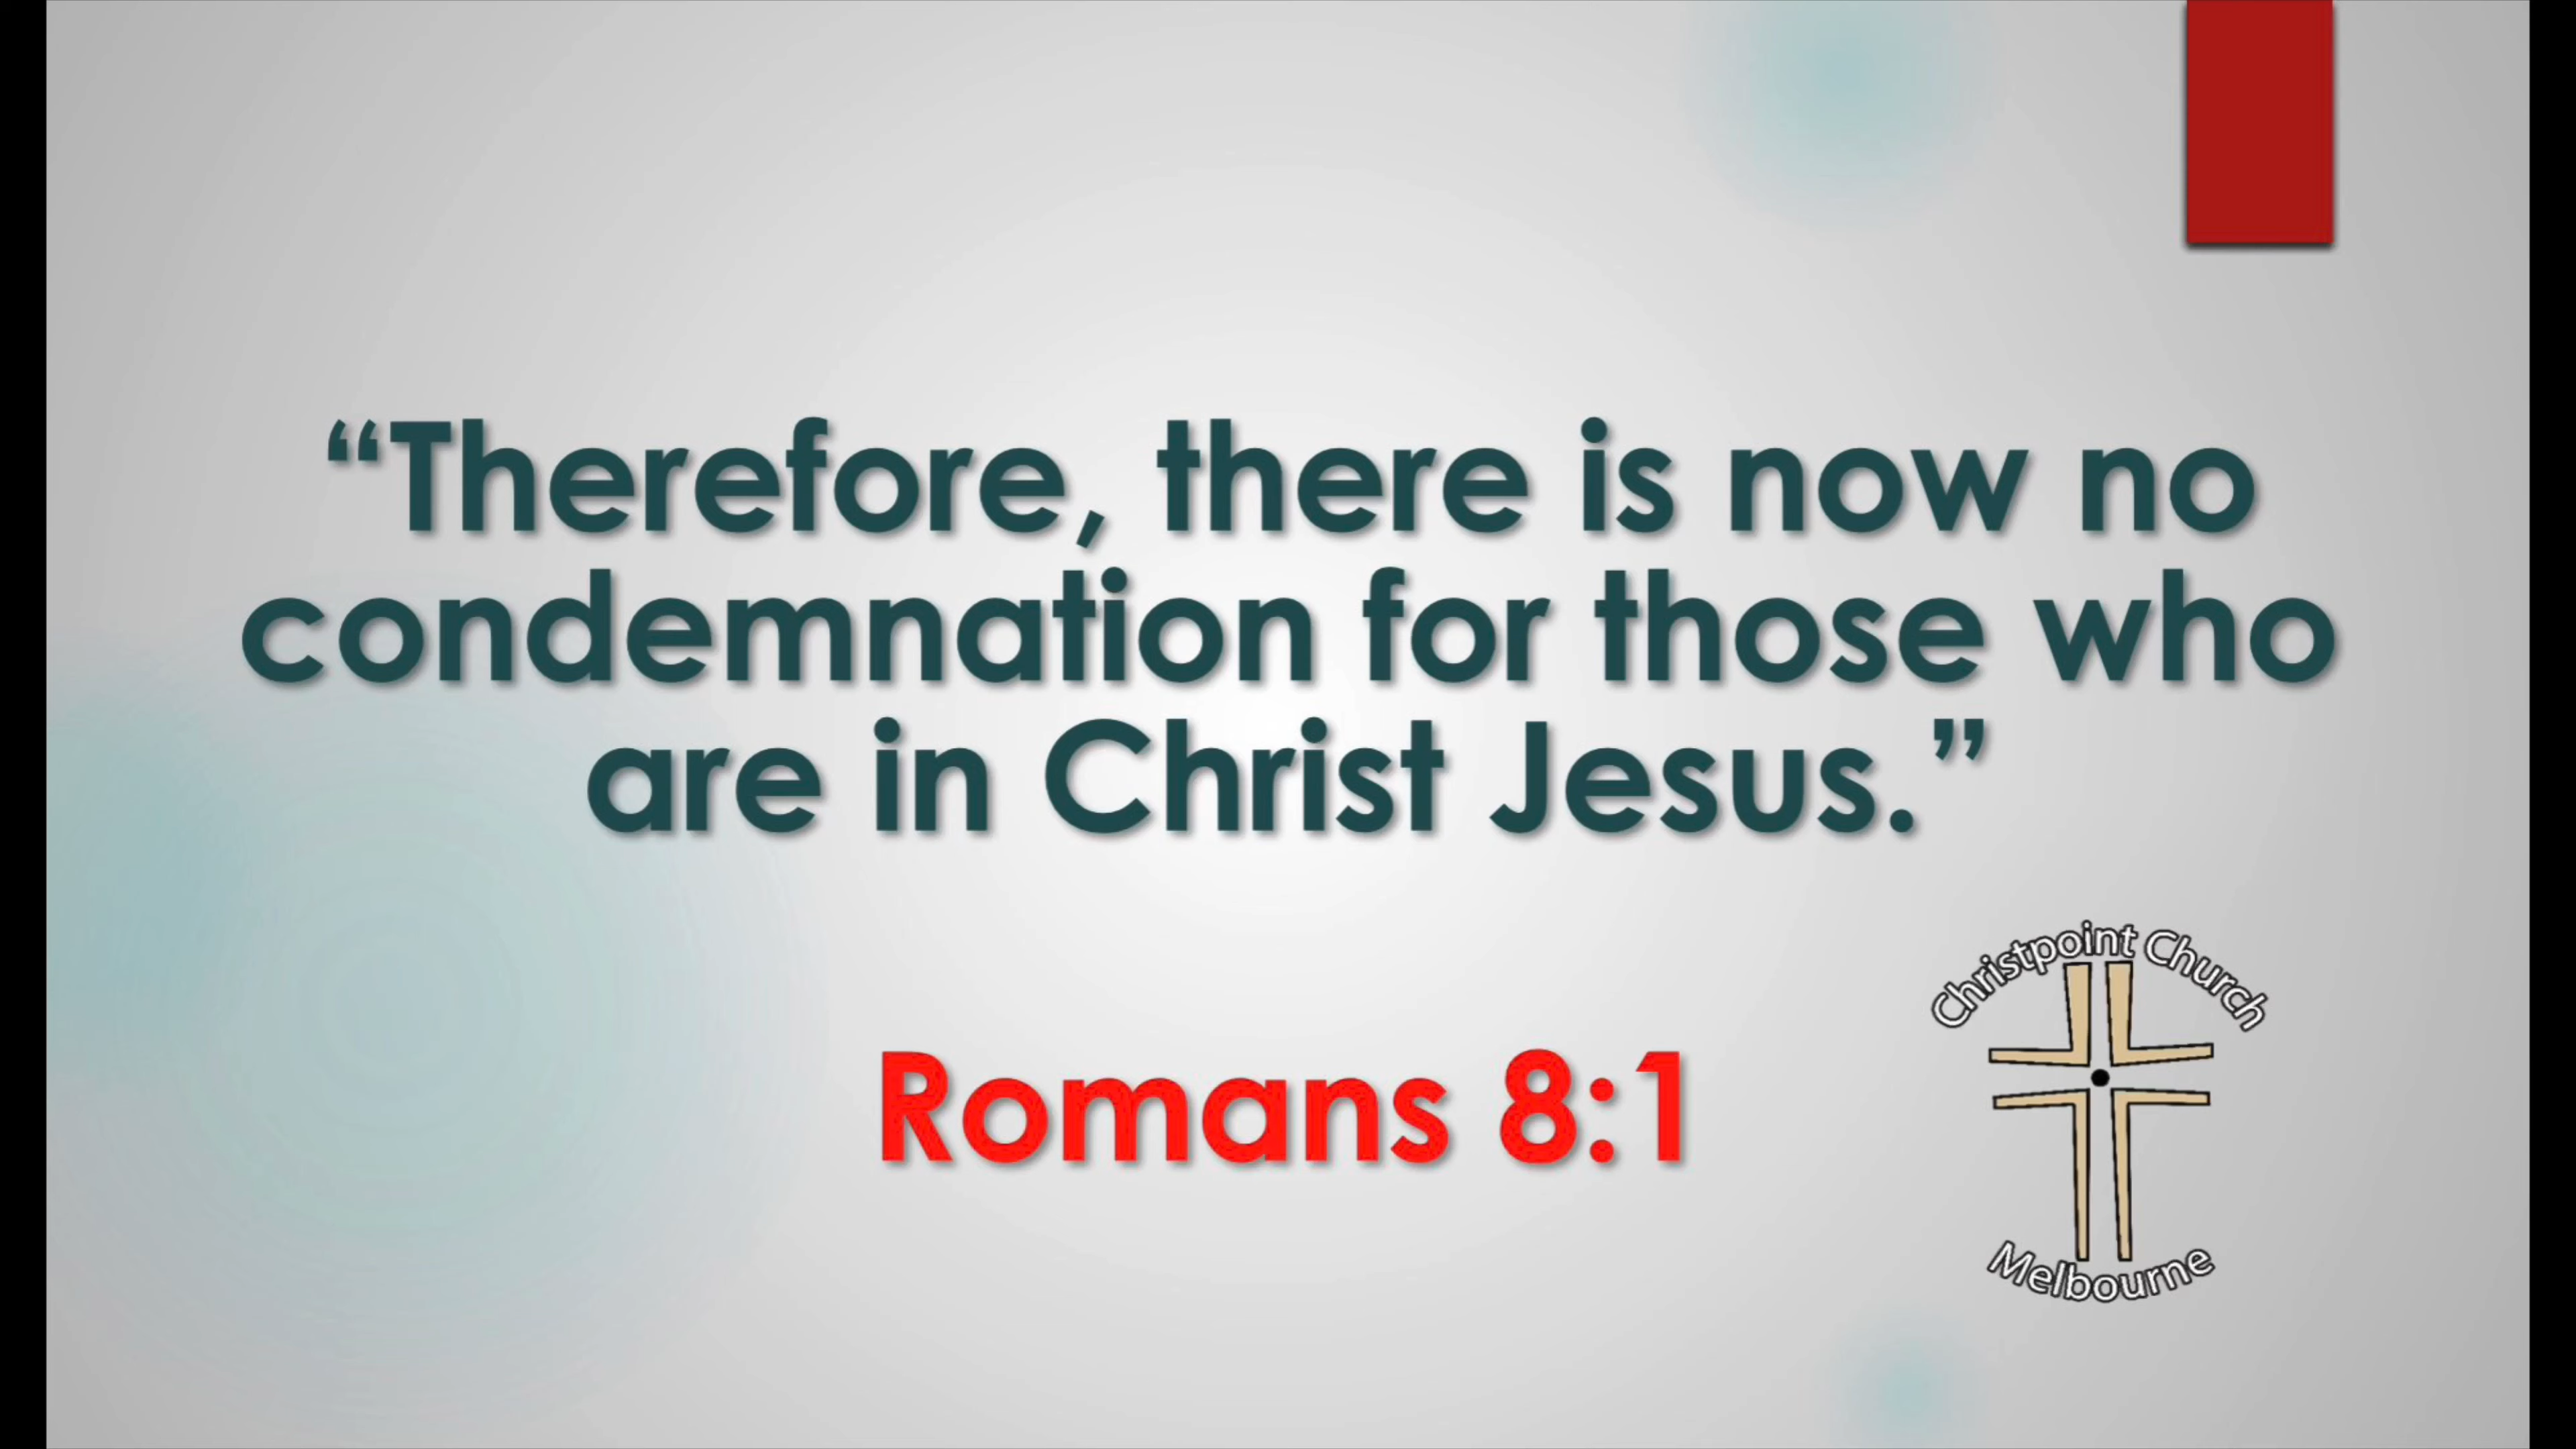 “Therefore, there is now no
condemnation for those who
are in Christ Jesus.”
Romans 8:1
Christpoint Church
Melbourne